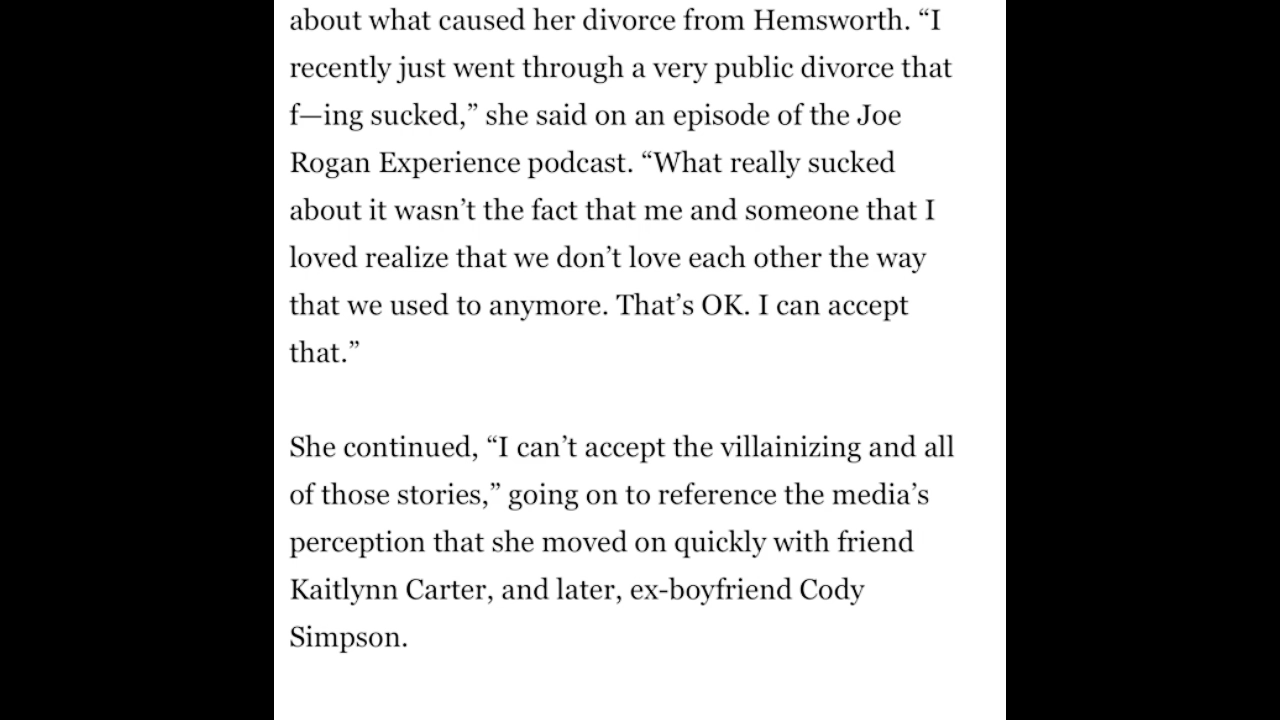 about what caused her divorce from Hemsworth. “I
recently just went through a very public divorce that
f—ing sucked,” she said on an episode of the Joe
Rogan Experience podcast. “What really sucked
about it wasn’t the fact that me and someone that I
loved realize that we don’t love each other the way
that we used to anymore. That’s OK. I can accept
that.”
She continued, “I can’t accept the villainizing and all
of those stories,” going on to reference the media’s
perception that she moved on quickly with friend
Kaitlynn Carter, and later, ex-boyfriend Cody
Simpson.